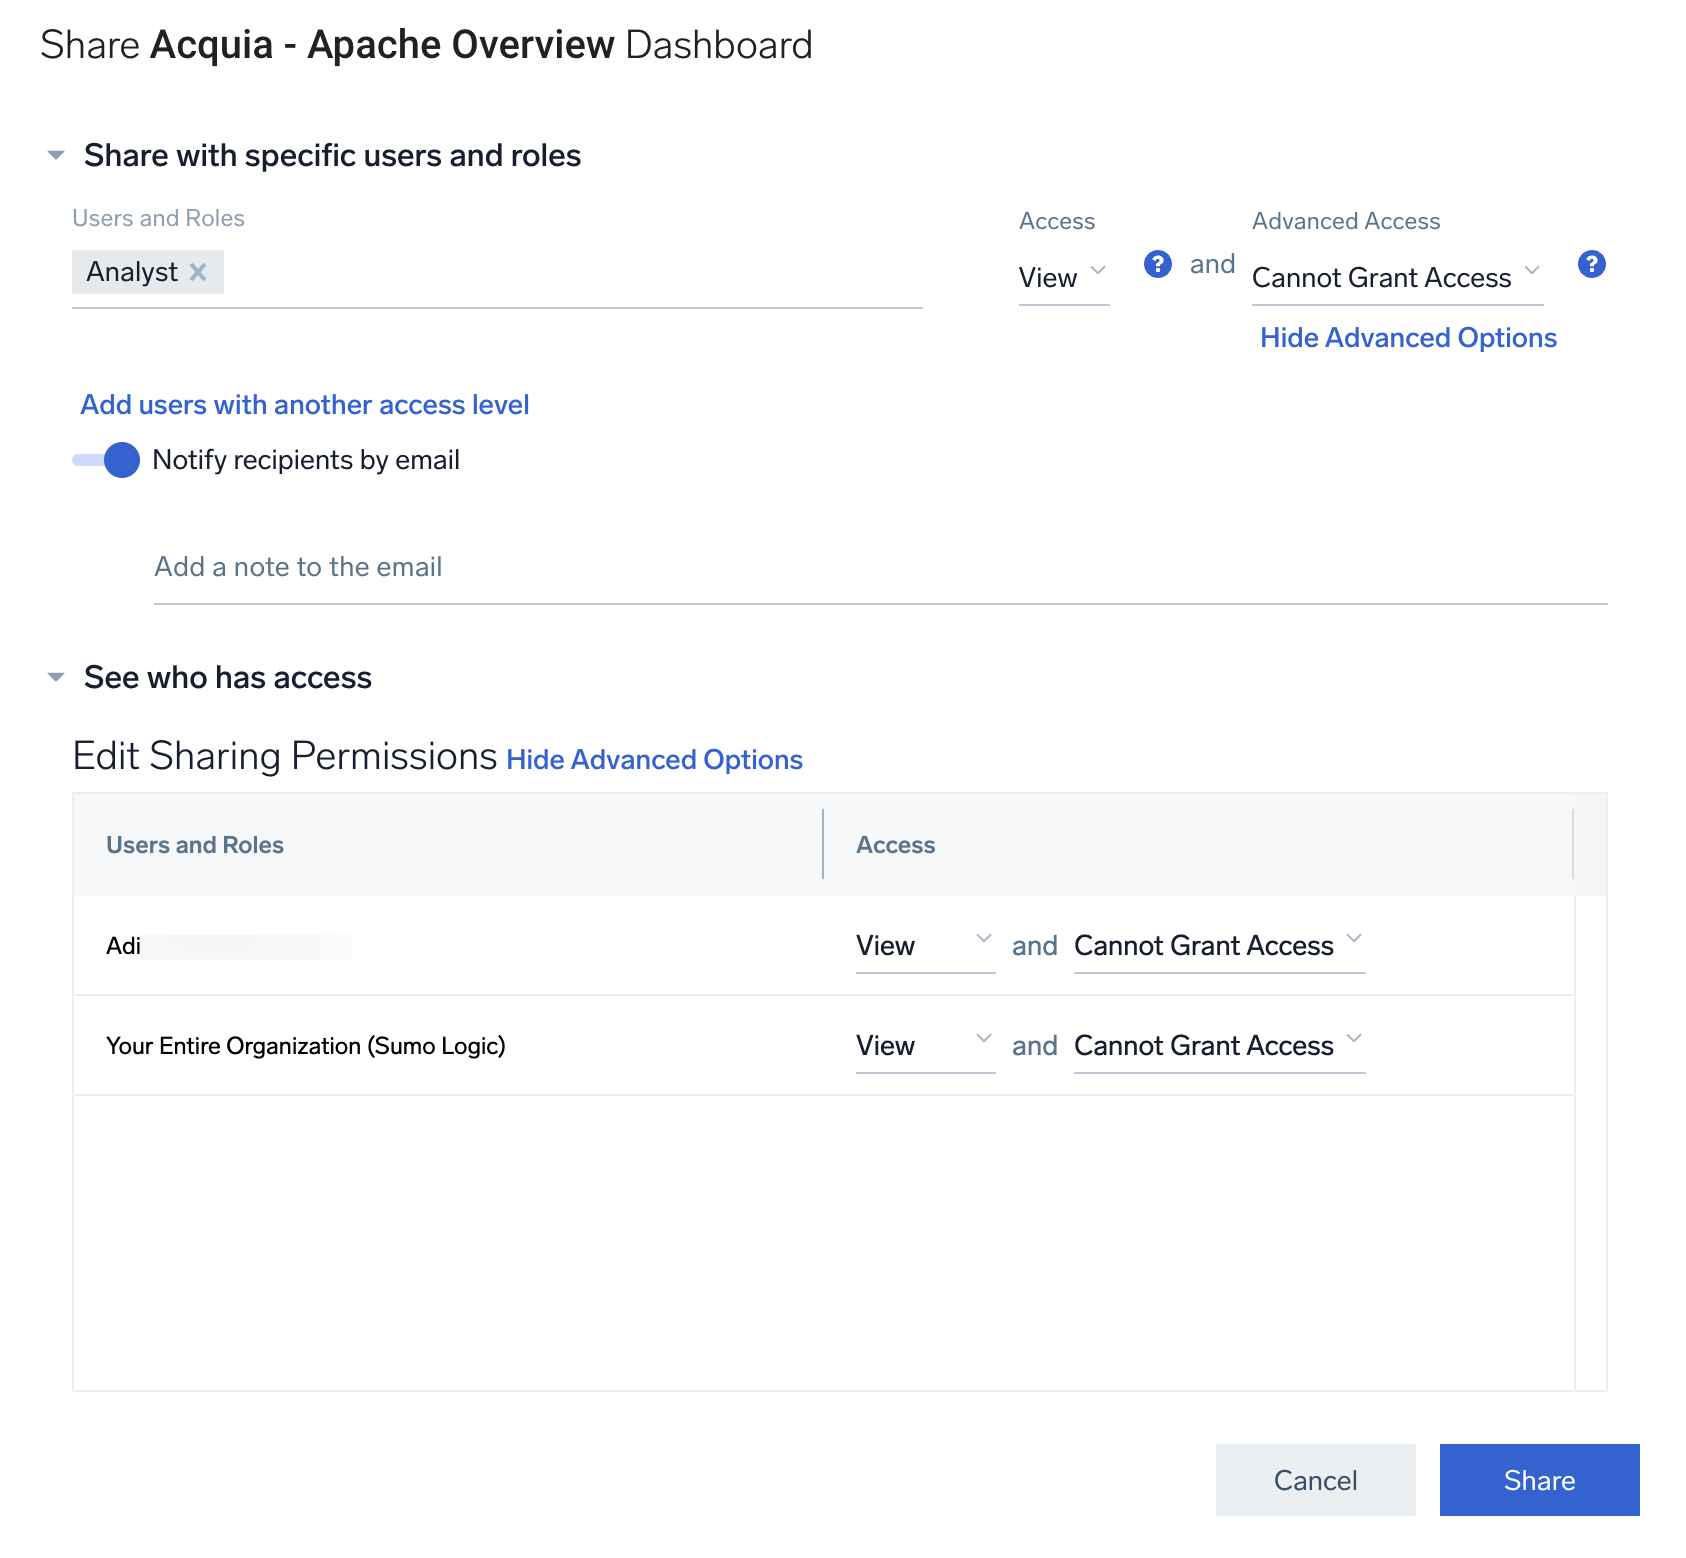 Share Acquia - Apache Overview Dashboard
Share with specific users and roles
Users and Roles
Access
Advanced Access
Analyst
View ? and Cannot Grant Access ?
Hide Advanced Options
Add users with another access level
Notify recipients by email
Add a note to the email
See who has access
Edit Sharing Permissions Hide Advanced Options
Users and Roles
Access
Adi
View and Cannot Grant Access
Your Entire Organization (Sumo Logic)
View and Cannot Grant Access
Cancel
Share